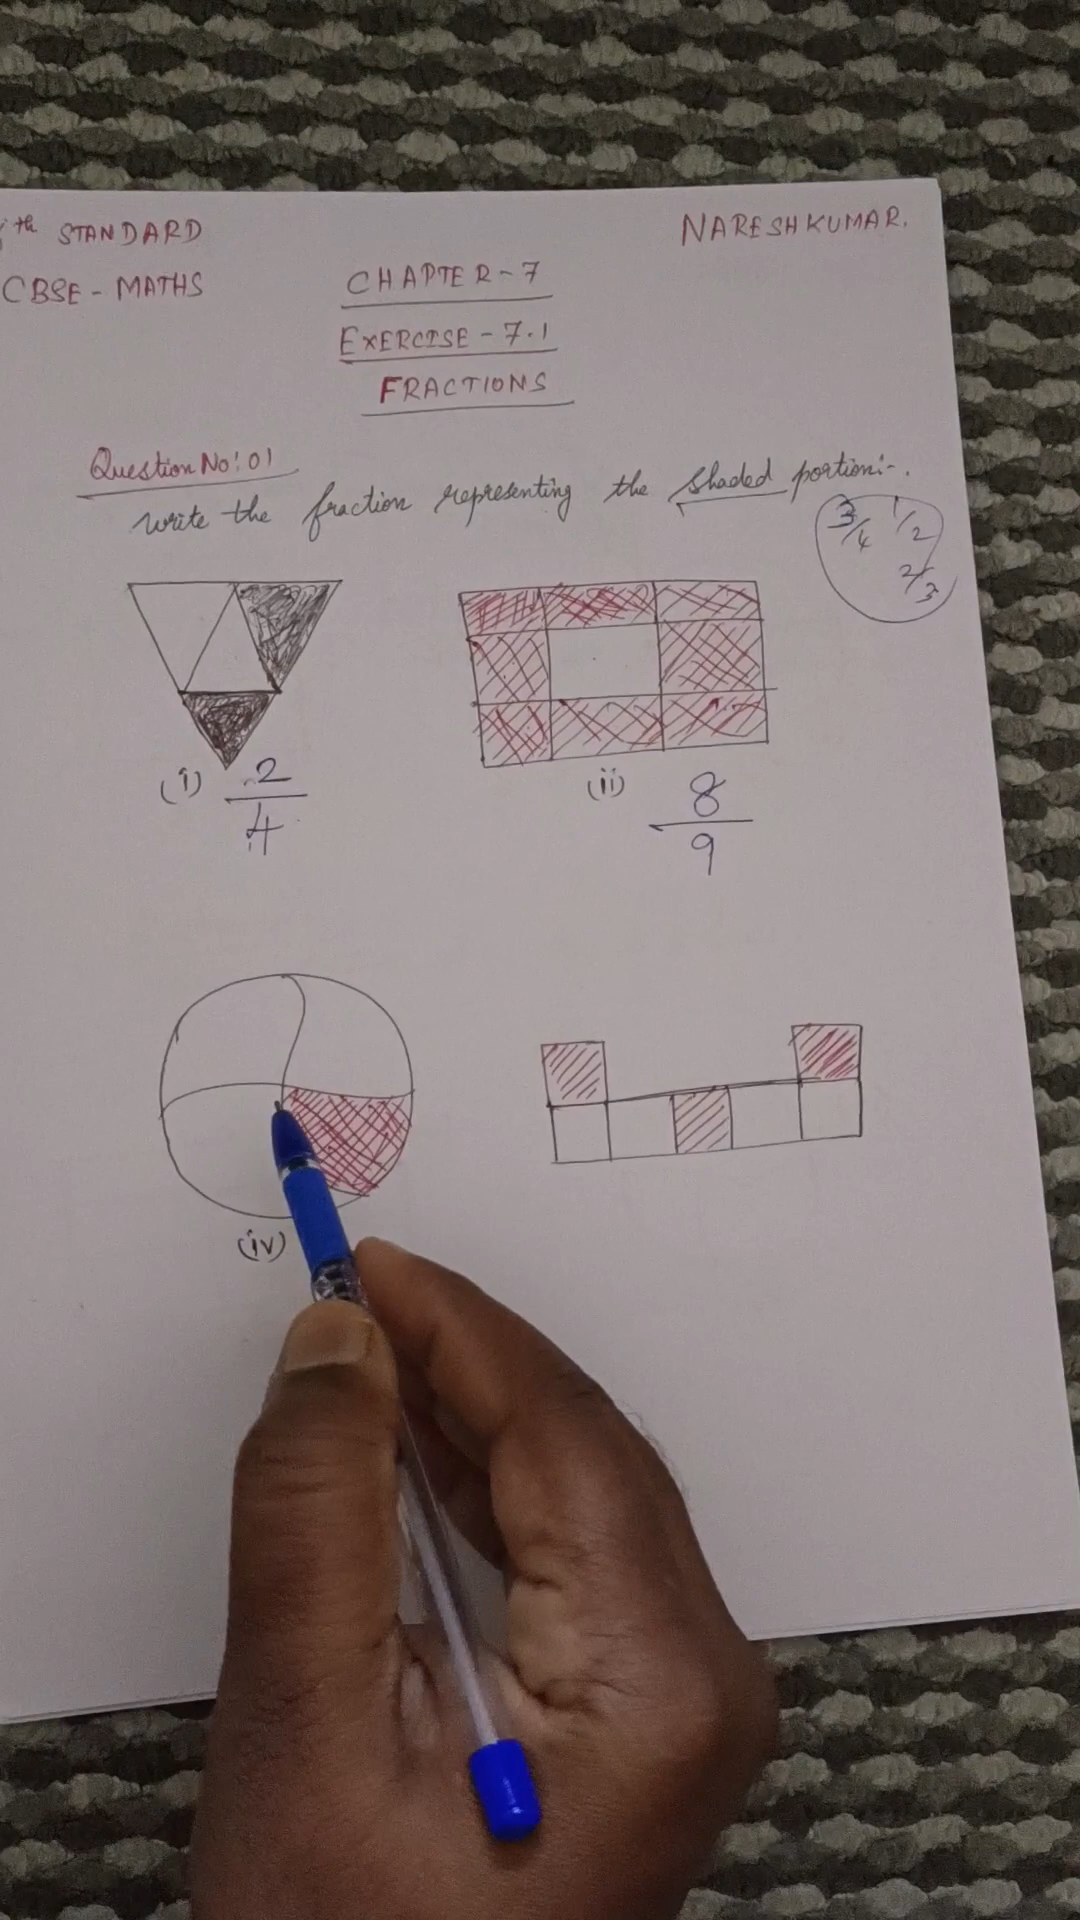 th STANDARD
NARESHKUMAR.
CBSE - MATHS
CHAPTER - 7
EXERCISE - 7.1
FRACTIONS
Question No: 01
write the fraction representing the shaded portion:-.
3/4 1/2
2/3
(i) 2/4
(ii) 8/9
(iv)